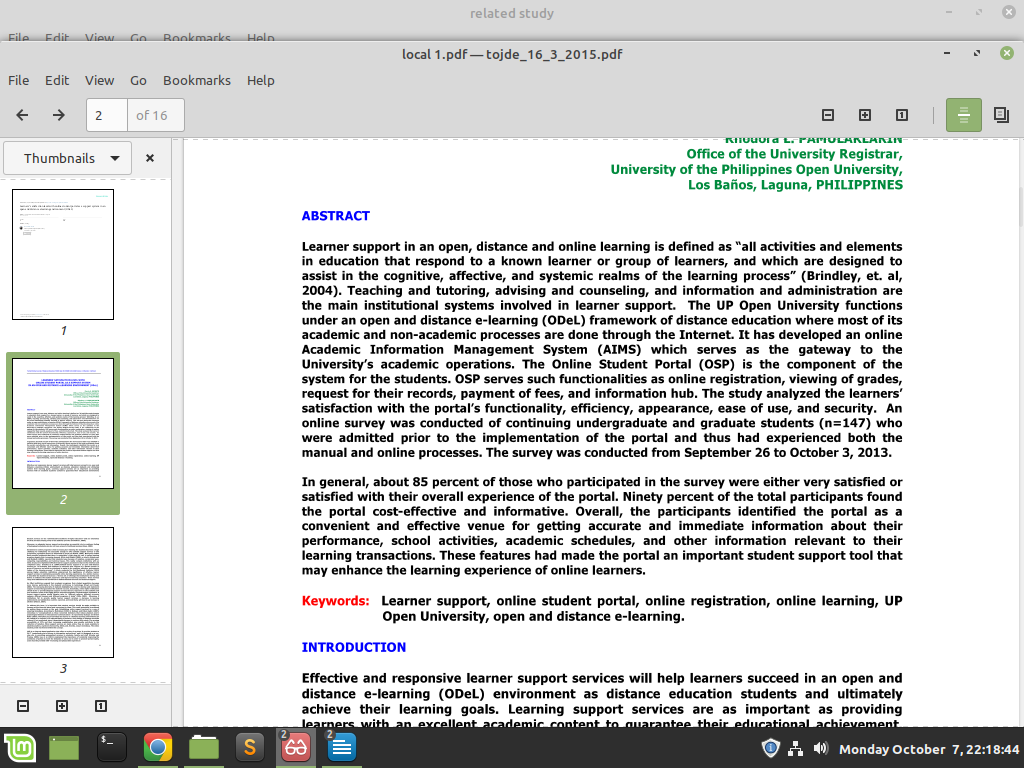 related study
File Edit View Go Bookmarks Help
local 1.pdf — tojde_16_3_2015.pdf
File Edit View Go Bookmarks Help
2 of 16
Thumbnails
1
2
3
Office of the University Registrar,
University of the Philippines Open University,
Los Baños, Laguna, PHILIPPINES
ABSTRACT
Learner support in an open, distance and online learning is defined as “all activities and elements
in education that respond to a known learner or group of learners, and which are designed to
assist in the cognitive, affective, and systemic realms of the learning process” (Brindley, et. al,
2004). Teaching and tutoring, advising and counseling, and information and administration are
the main institutional systems involved in learner support. The UP Open University functions
under an open and distance e-learning (ODeL) framework of distance education where most of its
academic and non-academic processes are done through the Internet. It has developed an online
Academic Information Management System (AIMS) which serves as the gateway to the
University’s academic operations. The Online Student Portal (OSP) is the component of the
system for the students. OSP serves such functionalities as online registration, viewing of grades,
request for their records, payment of fees, and information hub. The study analyzed the learners’
satisfaction with the portal’s functionality, efficiency, appearance, ease of use, and security. An
online survey was conducted of continuing undergraduate and graduate students (n=147) who
were admitted prior to the implementation of the portal and thus had experienced both the
manual and online processes. The survey was conducted from September 26 to October 3, 2013.
In general, about 85 percent of those who participated in the survey were either very satisfied or
satisfied with their overall experience of the portal. Ninety percent of the total participants found
the portal cost-effective and informative. Overall, the participants identified the portal as a
convenient and effective venue for getting accurate and immediate information about their
performance, school activities, academic schedules, and other information relevant to their
learning transactions. These features had made the portal an important student support tool that
may enhance the learning experience of online learners.
Keywords: Learner support, online student portal, online registration, online learning, UP
Open University, open and distance e-learning.
INTRODUCTION
Effective and responsive learner support services will help learners succeed in an open and
distance e-learning (ODeL) environment as distance education students and ultimately
achieve their learning goals. Learning support services are as important as providing
learners with an excellent academic content to guarantee their educational achievement.
$_
S
2
2
Monday October 7, 22:18:44